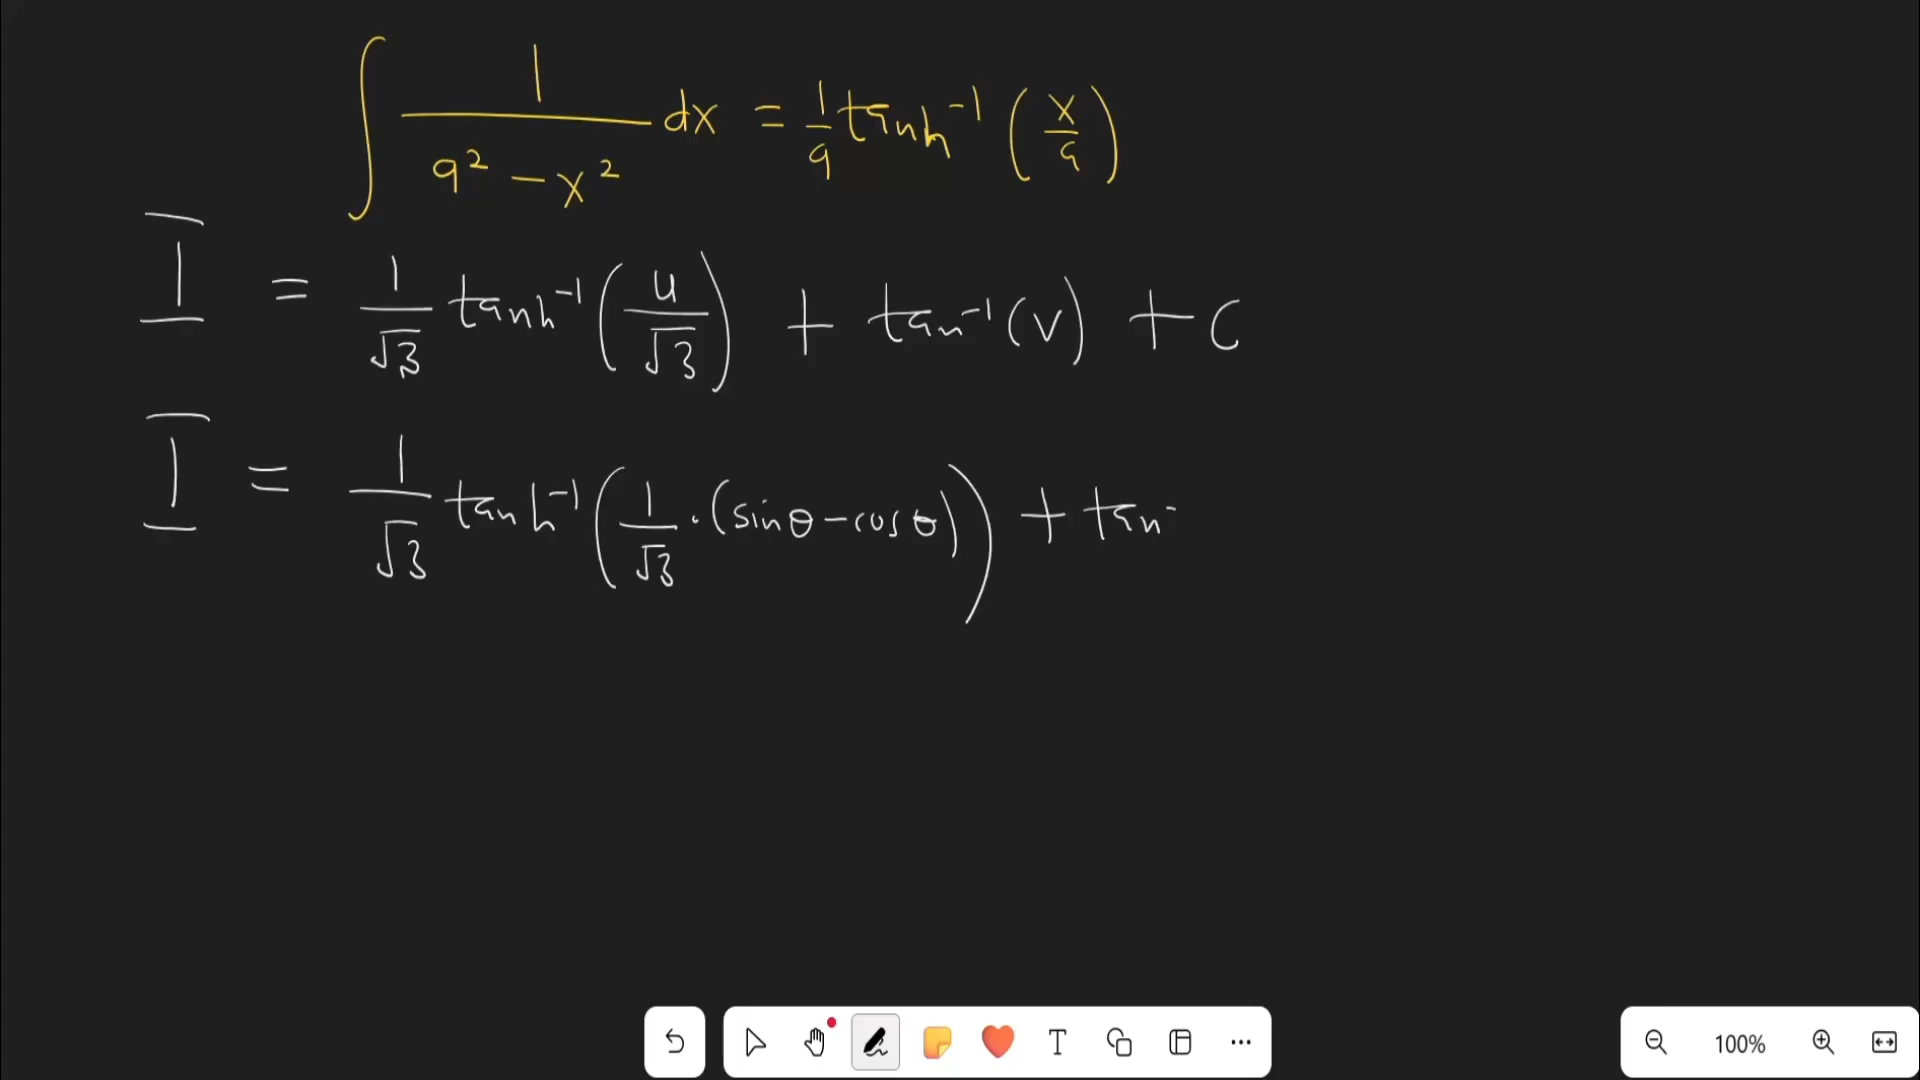 ∫ 1/(a² − x²) dx = 1/a tanh⁻¹(x/a)
I = 1/√3 tanh⁻¹(u/√3) + tan⁻¹(v) + C
I = 1/√3 tanh⁻¹(1/√3 · (sinθ − cosθ)) + tan⁻
100%